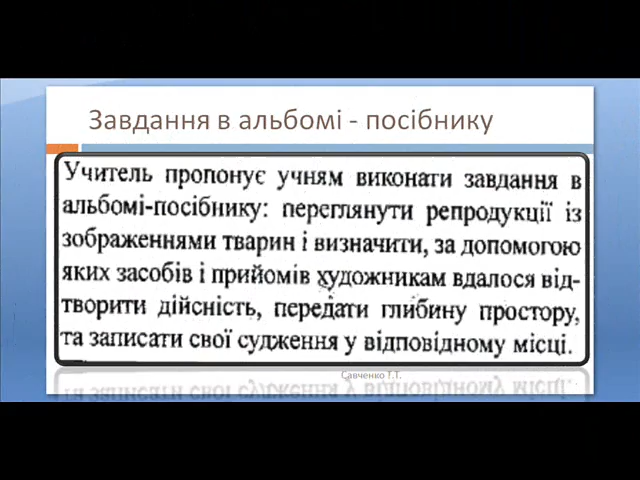 Завдання в альбомі - посібнику
Учитель пропонує учням виконати завдання в
альбомі-посібнику: переглянути репродукції із
зображеннями тварин і визначити, за допомогою
яких засобів і прийомів художникам вдалося від-
творити дійсність, передати глибину простору,
та записати свої судження у відповідному місці.
Савченко Г.Т.